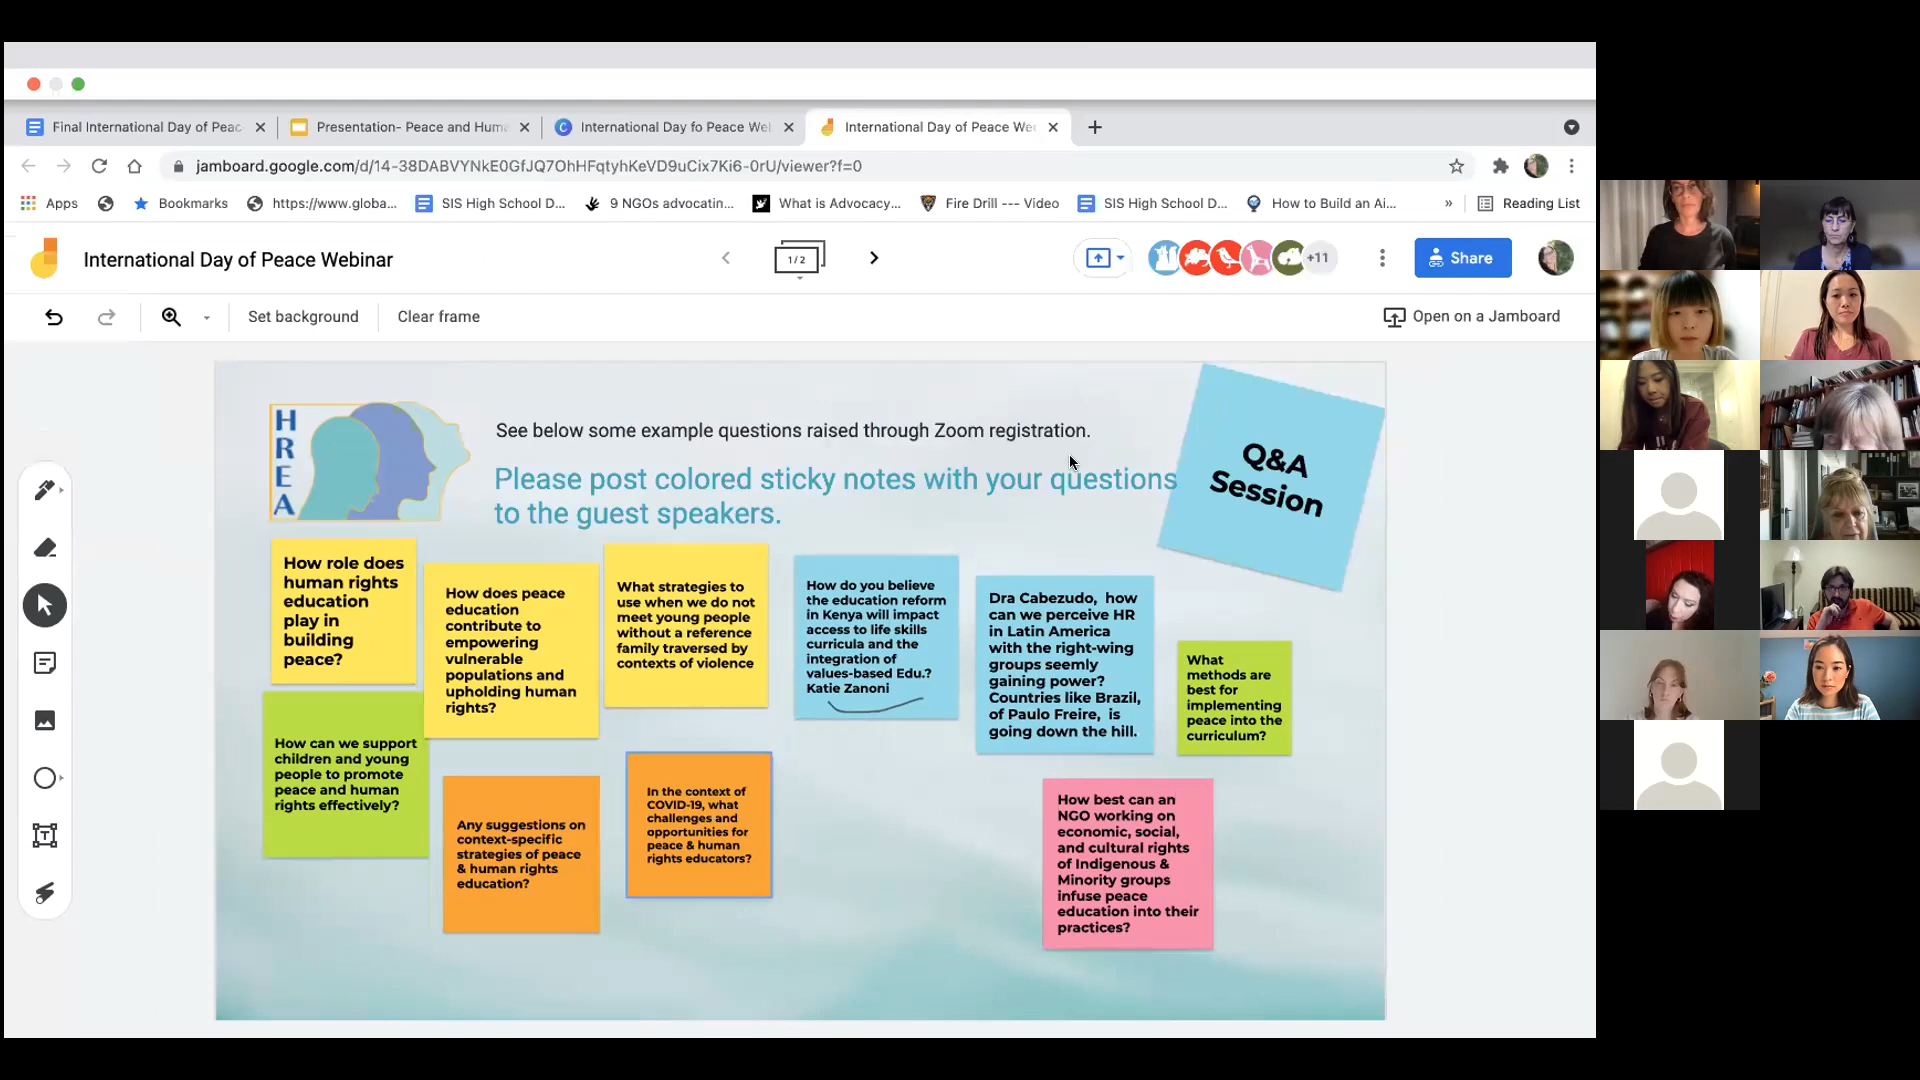 Final International Day of Peac
Presentation- Peace and Huma
International Day fo Peace Wel
International Day of Peace Wee
jamboard.google.com/d/14-38DABVYNkE0GfJQ7OhHFqtyhKeVD9uCix7Ki6-0rU/viewer?f=0
Apps
Bookmarks
https://www.globa...
SIS High School D...
9 NGOs advocatin...
What is Advocacy...
Fire Drill --- Video
SIS High School D...
How to Build an Ai...
»
Reading List
International Day of Peace Webinar
1/2
+11
Share
Set background
Clear frame
Open on a Jamboard
HREA
See below some example questions raised through Zoom registration.
Please post colored sticky notes with your questions
to the guest speakers.
Q&A
Session
How role does
human rights
education
play in
building
peace?
How does peace
education
contribute to
empowering
vulnerable
populations and
upholding human
rights?
What strategies to
use when we do not
meet young people
without a reference
family traversed by
contexts of violence
How do you believe
the education reform
in Kenya will impact
access to life skills
curricula and the
integration of
values-based Edu.?
Katie Zanoni
Dra Cabezudo, how
can we perceive HR
in Latin America
with the right-wing
groups seemly
gaining power?
Countries like Brazil,
of Paulo Freire, is
going down the hill.
What
methods are
best for
implementing
peace into the
curriculum?
How can we support
children and young
people to promote
peace and human
rights effectively?
Any suggestions on
context-specific
strategies of peace
& human rights
education?
In the context of
COVID-19, what
challenges and
opportunities for
peace & human
rights educators?
How best can an
NGO working on
economic, social,
and cultural rights
of Indigenous &
Minority groups
infuse peace
education into their
practices?